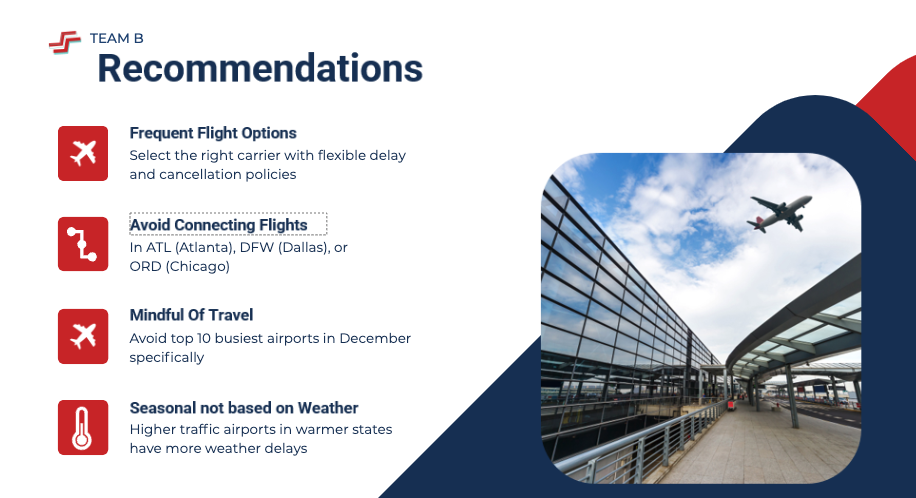 TEAM B
Recommendations
Frequent Flight Options
Select the right carrier with flexible delay
and cancellation policies
Avoid Connecting Flights
In ATL (Atlanta), DFW (Dallas), or
ORD (Chicago)
Mindful Of Travel
Avoid top 10 busiest airports in December
specifically
Seasonal not based on Weather
Higher traffic airports in warmer states
have more weather delays